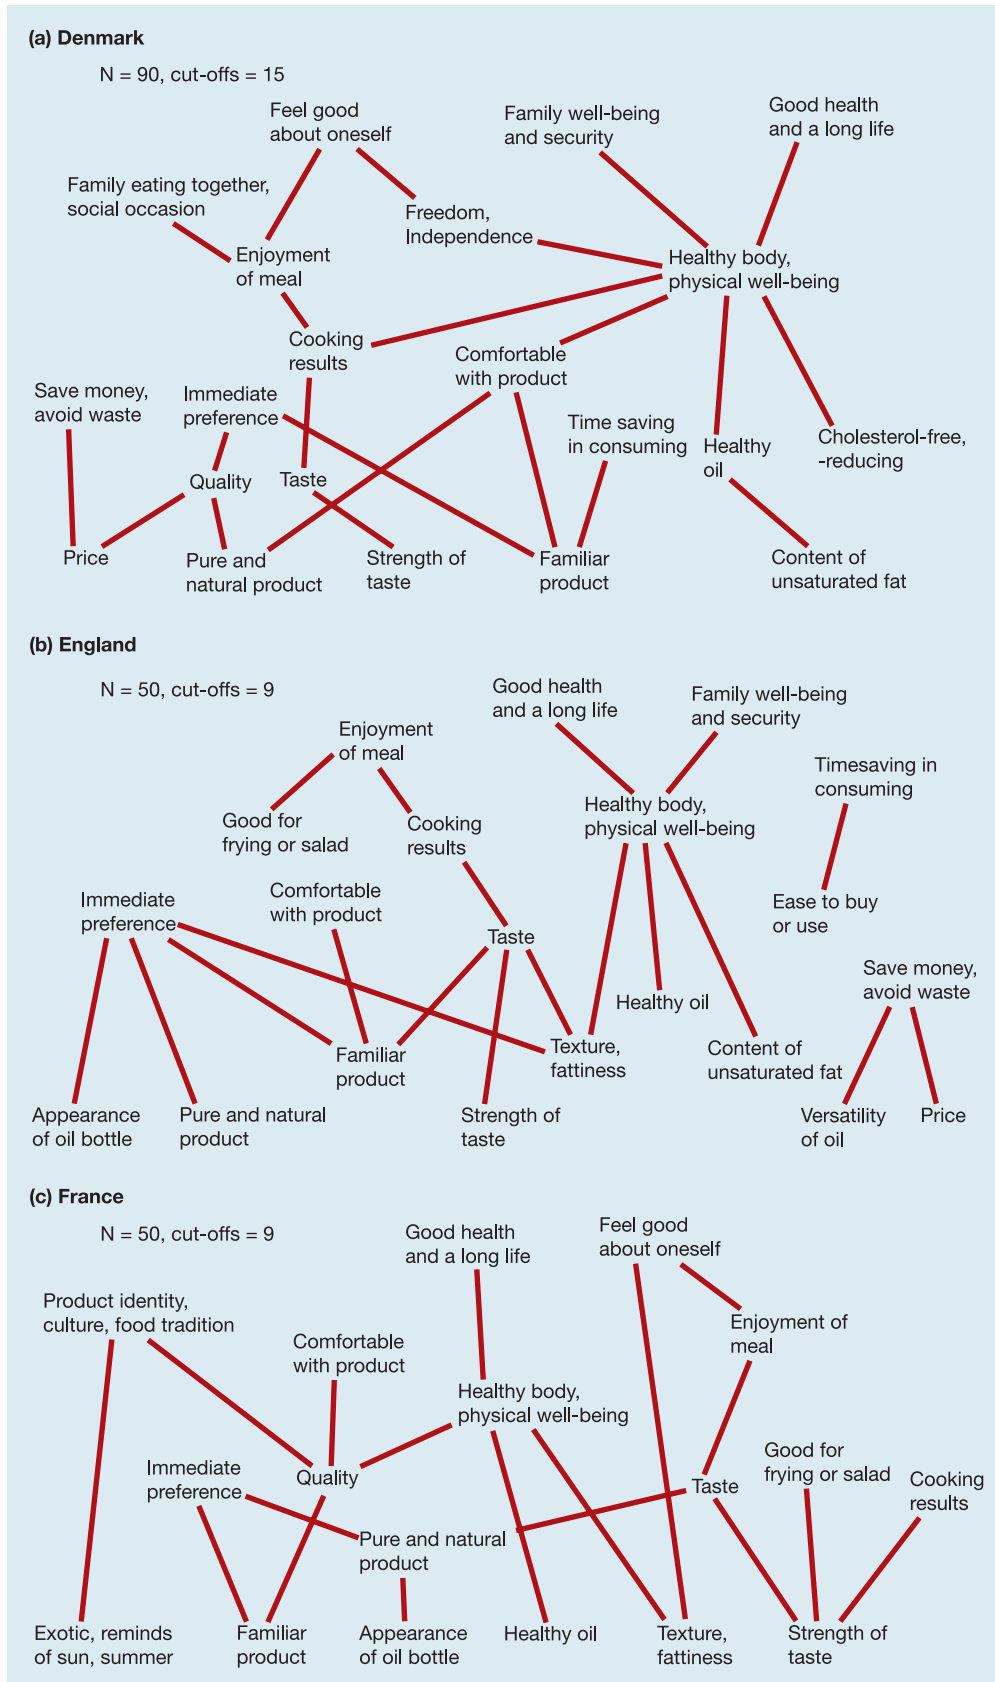 (a) Denmark
N = 90, cut-offs = 15
Feel good
about oneself
Family well-being
and security
Good health
and a long life
Family eating together,
social occasion
Freedom,
Independence
Enjoyment
of meal
Healthy body,
physical well-being
Cooking
results
Comfortable
with product
Save money,
avoid waste
Immediate
preference
Time saving
in consuming
Healthy
oil
Cholesterol-free,
-reducing
Quality
Taste
Price
Pure and
natural product
Strength of
taste
Familiar
product
Content of
unsaturated fat
(b) England
N = 50, cut-offs = 9
Good health
and a long life
Family well-being
and security
Enjoyment
of meal
Timesaving in
consuming
Good for
frying or salad
Cooking
results
Healthy body,
physical well-being
Immediate
preference
Comfortable
with product
Ease to buy
or use
Taste
Save money,
avoid waste
Healthy oil
Familiar
product
Texture,
fattiness
Content of
unsaturated fat
Appearance
of oil bottle
Pure and natural
product
Strength of
taste
Versatility
of oil
Price
(c) France
N = 50, cut-offs = 9
Good health
and a long life
Feel good
about oneself
Product identity,
culture, food tradition
Comfortable
with product
Enjoyment of
meal
Healthy body,
physical well-being
Immediate
preference
Quality
Taste
Good for
frying or salad
Cooking
results
Pure and natural
product
Exotic, reminds
of sun, summer
Familiar
product
Appearance
of oil bottle
Healthy oil
Texture,
fattiness
Strength of
taste